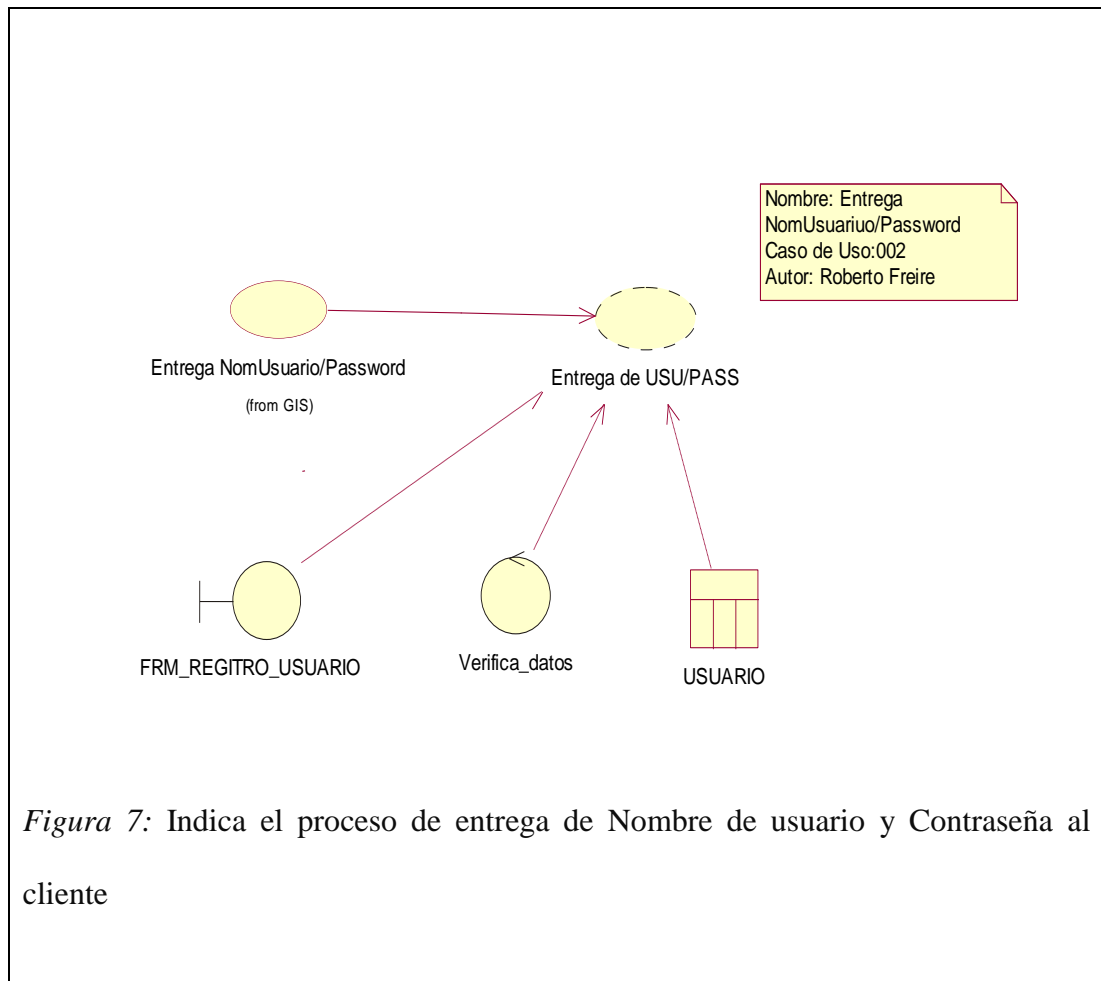 Nombre: Entrega
NomUsuariuo/Password
Caso de Uso:002
Autor: Roberto Freire
Entrega NomUsuario/Password
(from GIS)
Entrega de USU/PASS
FRM_REGITRO_USUARIO
Verifica_datos
USUARIO
Figura 7: Indica el proceso de entrega de Nombre de usuario y Contraseña al
cliente